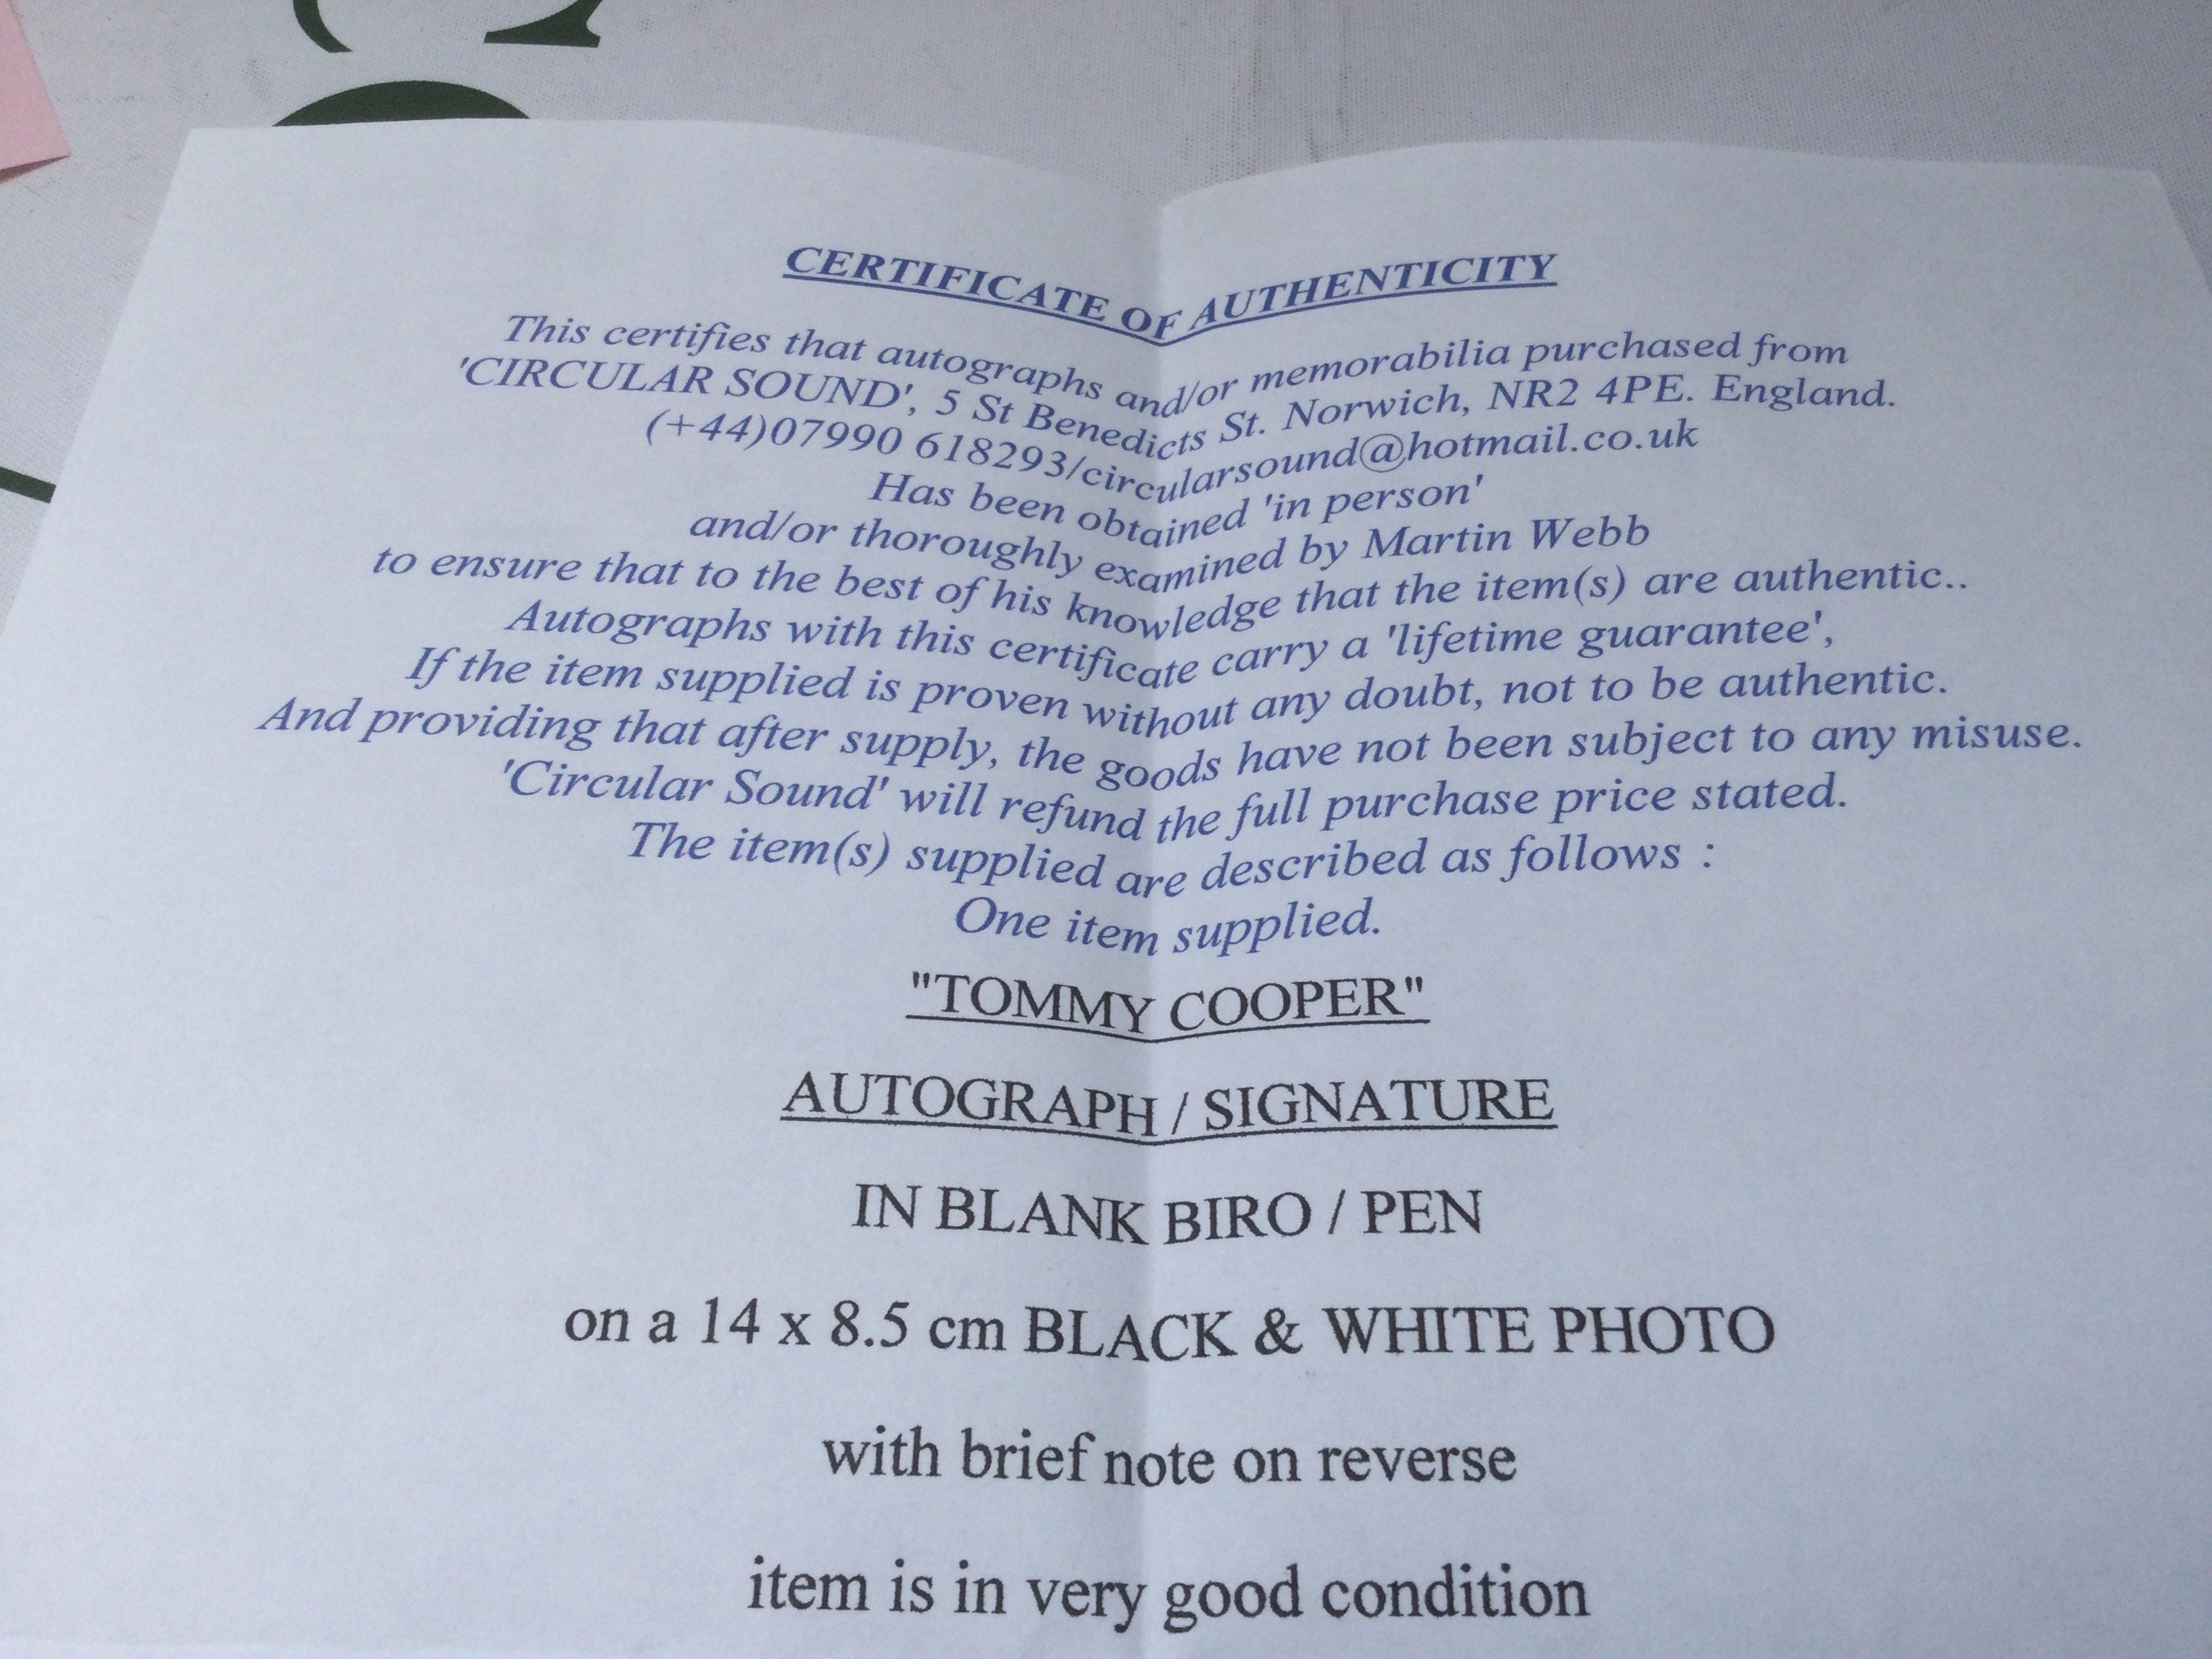 CERTIFICATE OF AUTHENTICITY
This certifies that autographs and/or memorabilia purchased from
'CIRCULAR SOUND', 5 St Benedicts St. Norwich, NR2 4PE. England.
(+44)07990 618293/circularsound@hotmail.co.uk
Has been obtained 'in person'
and/or thoroughly examined by Martin Webb
to ensure that to the best of his knowledge that the item(s) are authentic..
Autographs with this certificate carry a 'lifetime guarantee',
If the item supplied is proven without any doubt, not to be authentic.
And providing that after supply, the goods have not been subject to any misuse.
'Circular Sound' will refund the full purchase price stated.
The item(s) supplied are described as follows :
One item supplied.
"TOMMY COOPER"
AUTOGRAPH / SIGNATURE
IN BLANK BIRO / PEN
on a 14 x 8.5 cm BLACK & WHITE PHOTO
with brief note on reverse
item is in very good condition